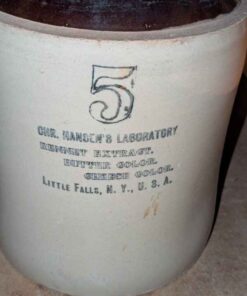 5
CHR. HANSEN'S LABORATORY
RENNET EXTRACT.
BUTTER COLOR.
CHEESE COLOR.
LITTLE FALLS, N. Y., U. S. A.